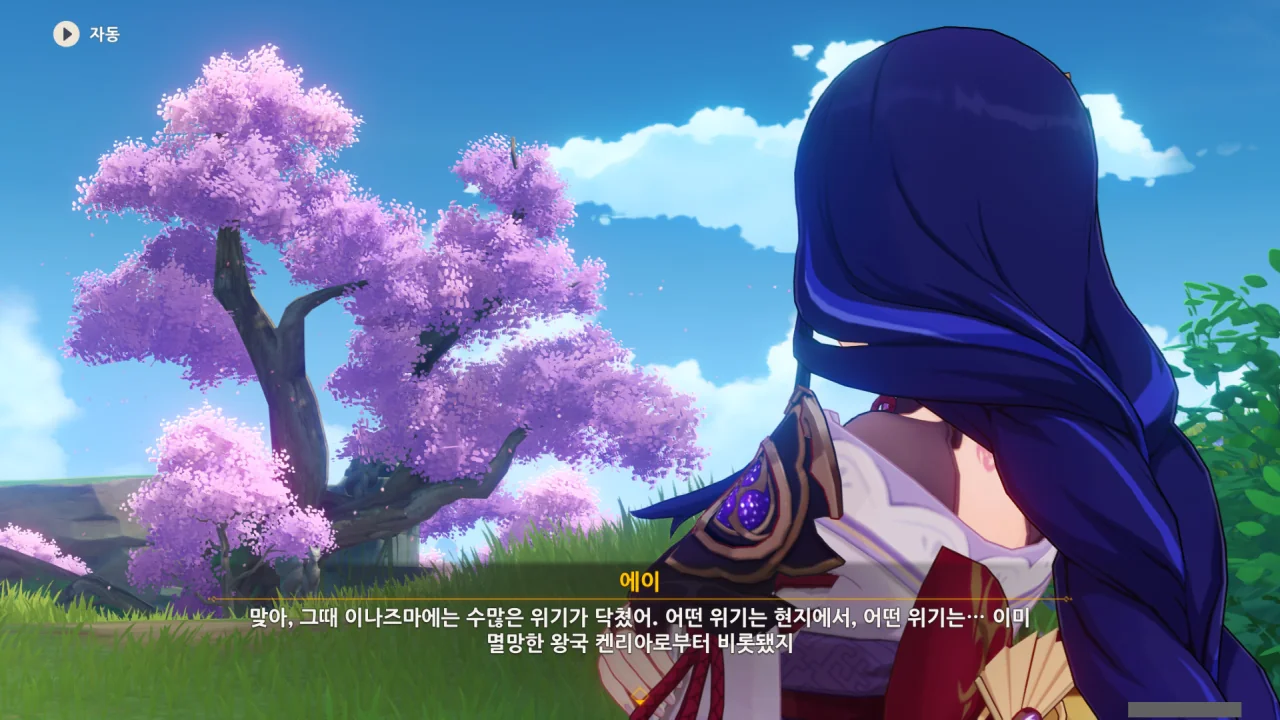 자동
에이
맞아, 그때 이나즈마에는 수많은 위기가 닥쳤어. 어떤 위기는 현지에서, 어떤 위기는… 이미
멸망한 왕국 켄리아로부터 비롯됐지